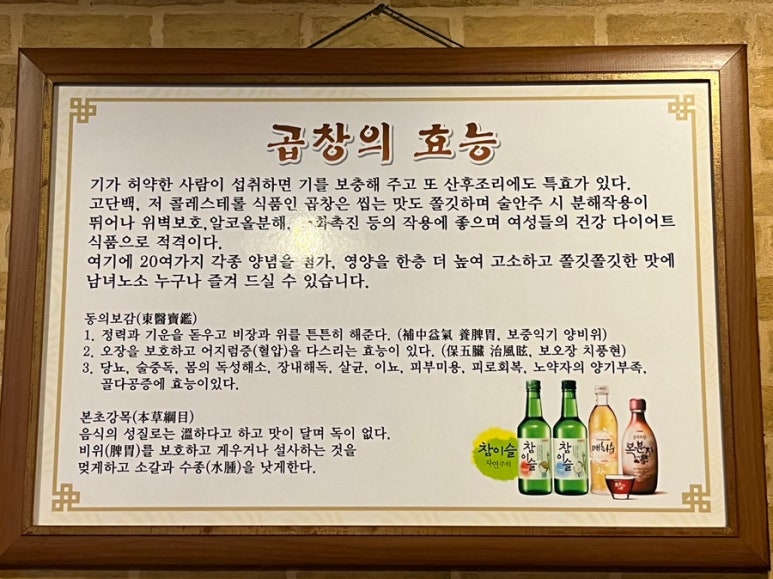 곱창의 효능
기가 허약한 사람이 섭취하면 기를 보충해 주고 또 산후조리에도 특효가 있다.
고단백. 저 콜레스테롤 식품인 곱창은 씹는 맛도 쫄깃하며 술안주 시 분해작용이
뛰어나 위벽보호, 알코올분해, 화촉진 등의 작용에 좋으며 여성들의 건강 다이어트
식품으로 적격이다.
여기에 20여가지 각종 양념을 첨가, 영양을 한층 더 높여 고소하고 쫄깃쫄깃한 맛에
남녀노소 누구나 즐겨 드실 수 있습니다.
동의보감(東醫寶鑑)
1. 정력과 기운을 돋우고 비장과 위를 튼튼히 해준다. (補中益氣 養脾胃, 보중익기 양비위)
2. 오장을 보호하고 어지럼증(혈압)을 다스리는 효능이 있다. (保五臟 治風眩, 보오장 치풍현)
3. 당뇨, 술중독, 몸의 독성해소, 장내해독, 살균, 이뇨, 피부미용, 피로회복, 노약자의 양기부족,
골다공증에 효능이있다.
본초강목(本草綱目)
음식의 성질로는 溫하다고 하고 맛이 달며 독이 없다.
비위(脾胃)를 보호하고 게우거나 설사하는 것을
멎게하고 소갈과 수종(水腫)을 낫게한다.
참이슬
자연주의
참이슬
참이슬
매화수
복분자